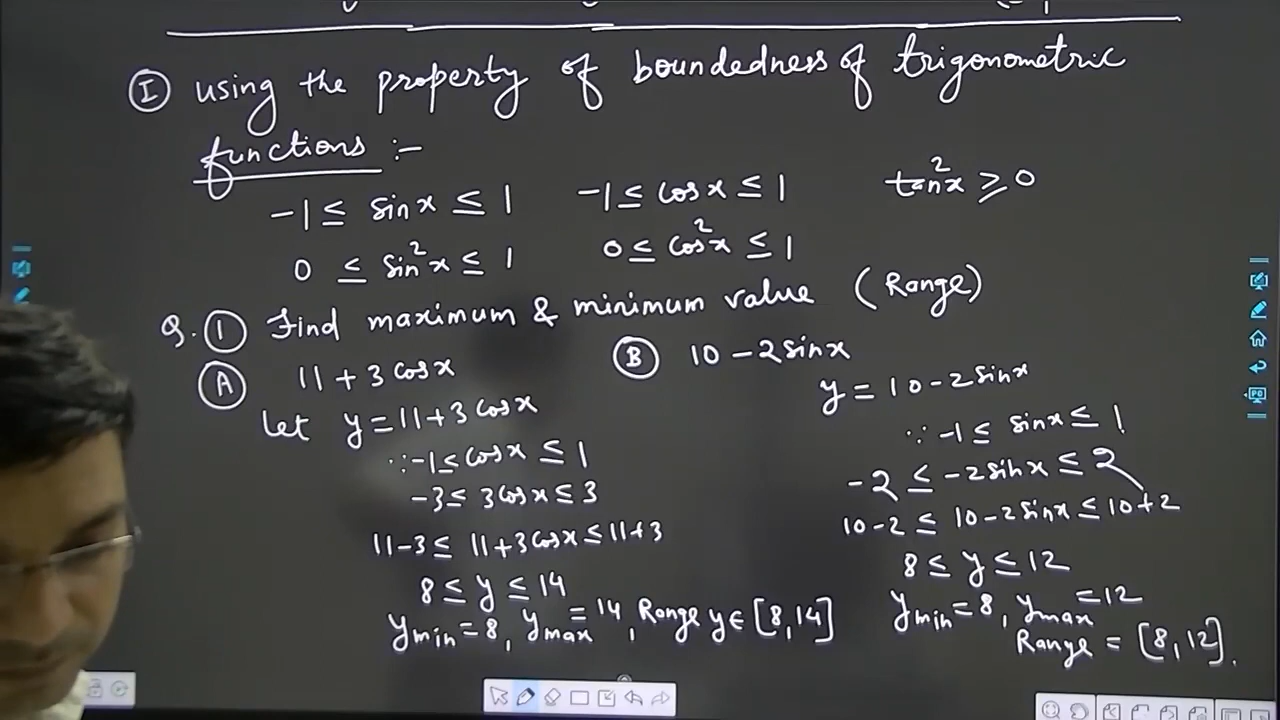 Ⓘ using the property of boundedness of trigonometric
functions :-
-1 ≤ sin x ≤ 1   -1 ≤ cos x ≤ 1   tan²x ≥ 0
0 ≤ sin²x ≤ 1   0 ≤ cos²x ≤ 1
Q. ① Find maximum & minimum value (Range)
Ⓐ 11 + 3 cos x
Let y = 11 + 3 cos x
∵ -1 ≤ cos x ≤ 1
-3 ≤ 3 cos x ≤ 3
11-3 ≤ 11+3 cos x ≤ 11+3
8 ≤ y ≤ 14
y min = 8, y max = 14, Range y ∈ [8,14]
Ⓑ 10 - 2 sin x
y = 10 - 2 sin x
∵ -1 ≤ sin x ≤ 1
-2 ≤ -2 sin x ≤ 2
10-2 ≤ 10-2 sin x ≤ 10+2
8 ≤ y ≤ 12
y min = 8, y max = 12
Range = [8,12].